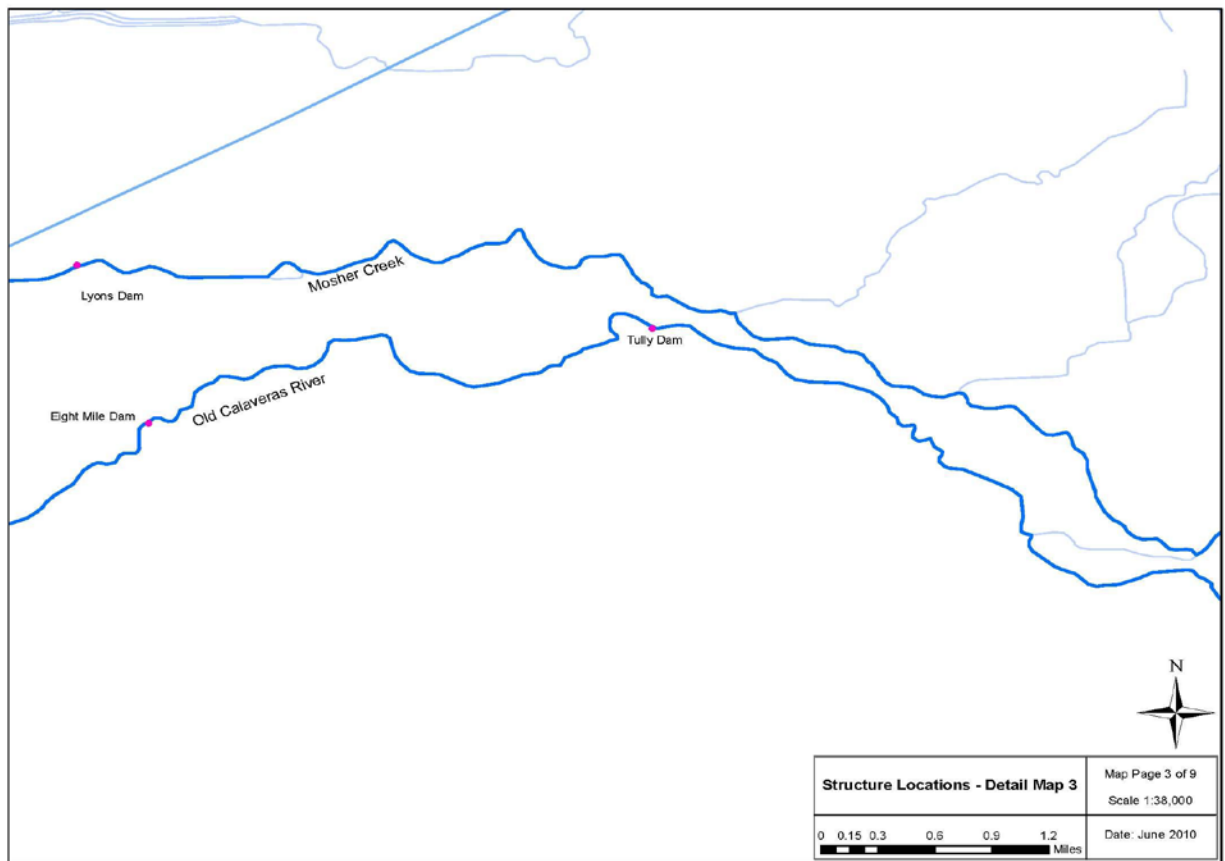 Mosher Creek
Lyons Dam
Tully Dam
Old Calaveras River
Eight Mile Dam
N
Structure Locations - Detail Map 3
Map Page 3 of 9
Scale 1:38,000
0 0.15 0.3 0.6 0.9 1.2
Miles
Date: June 2010